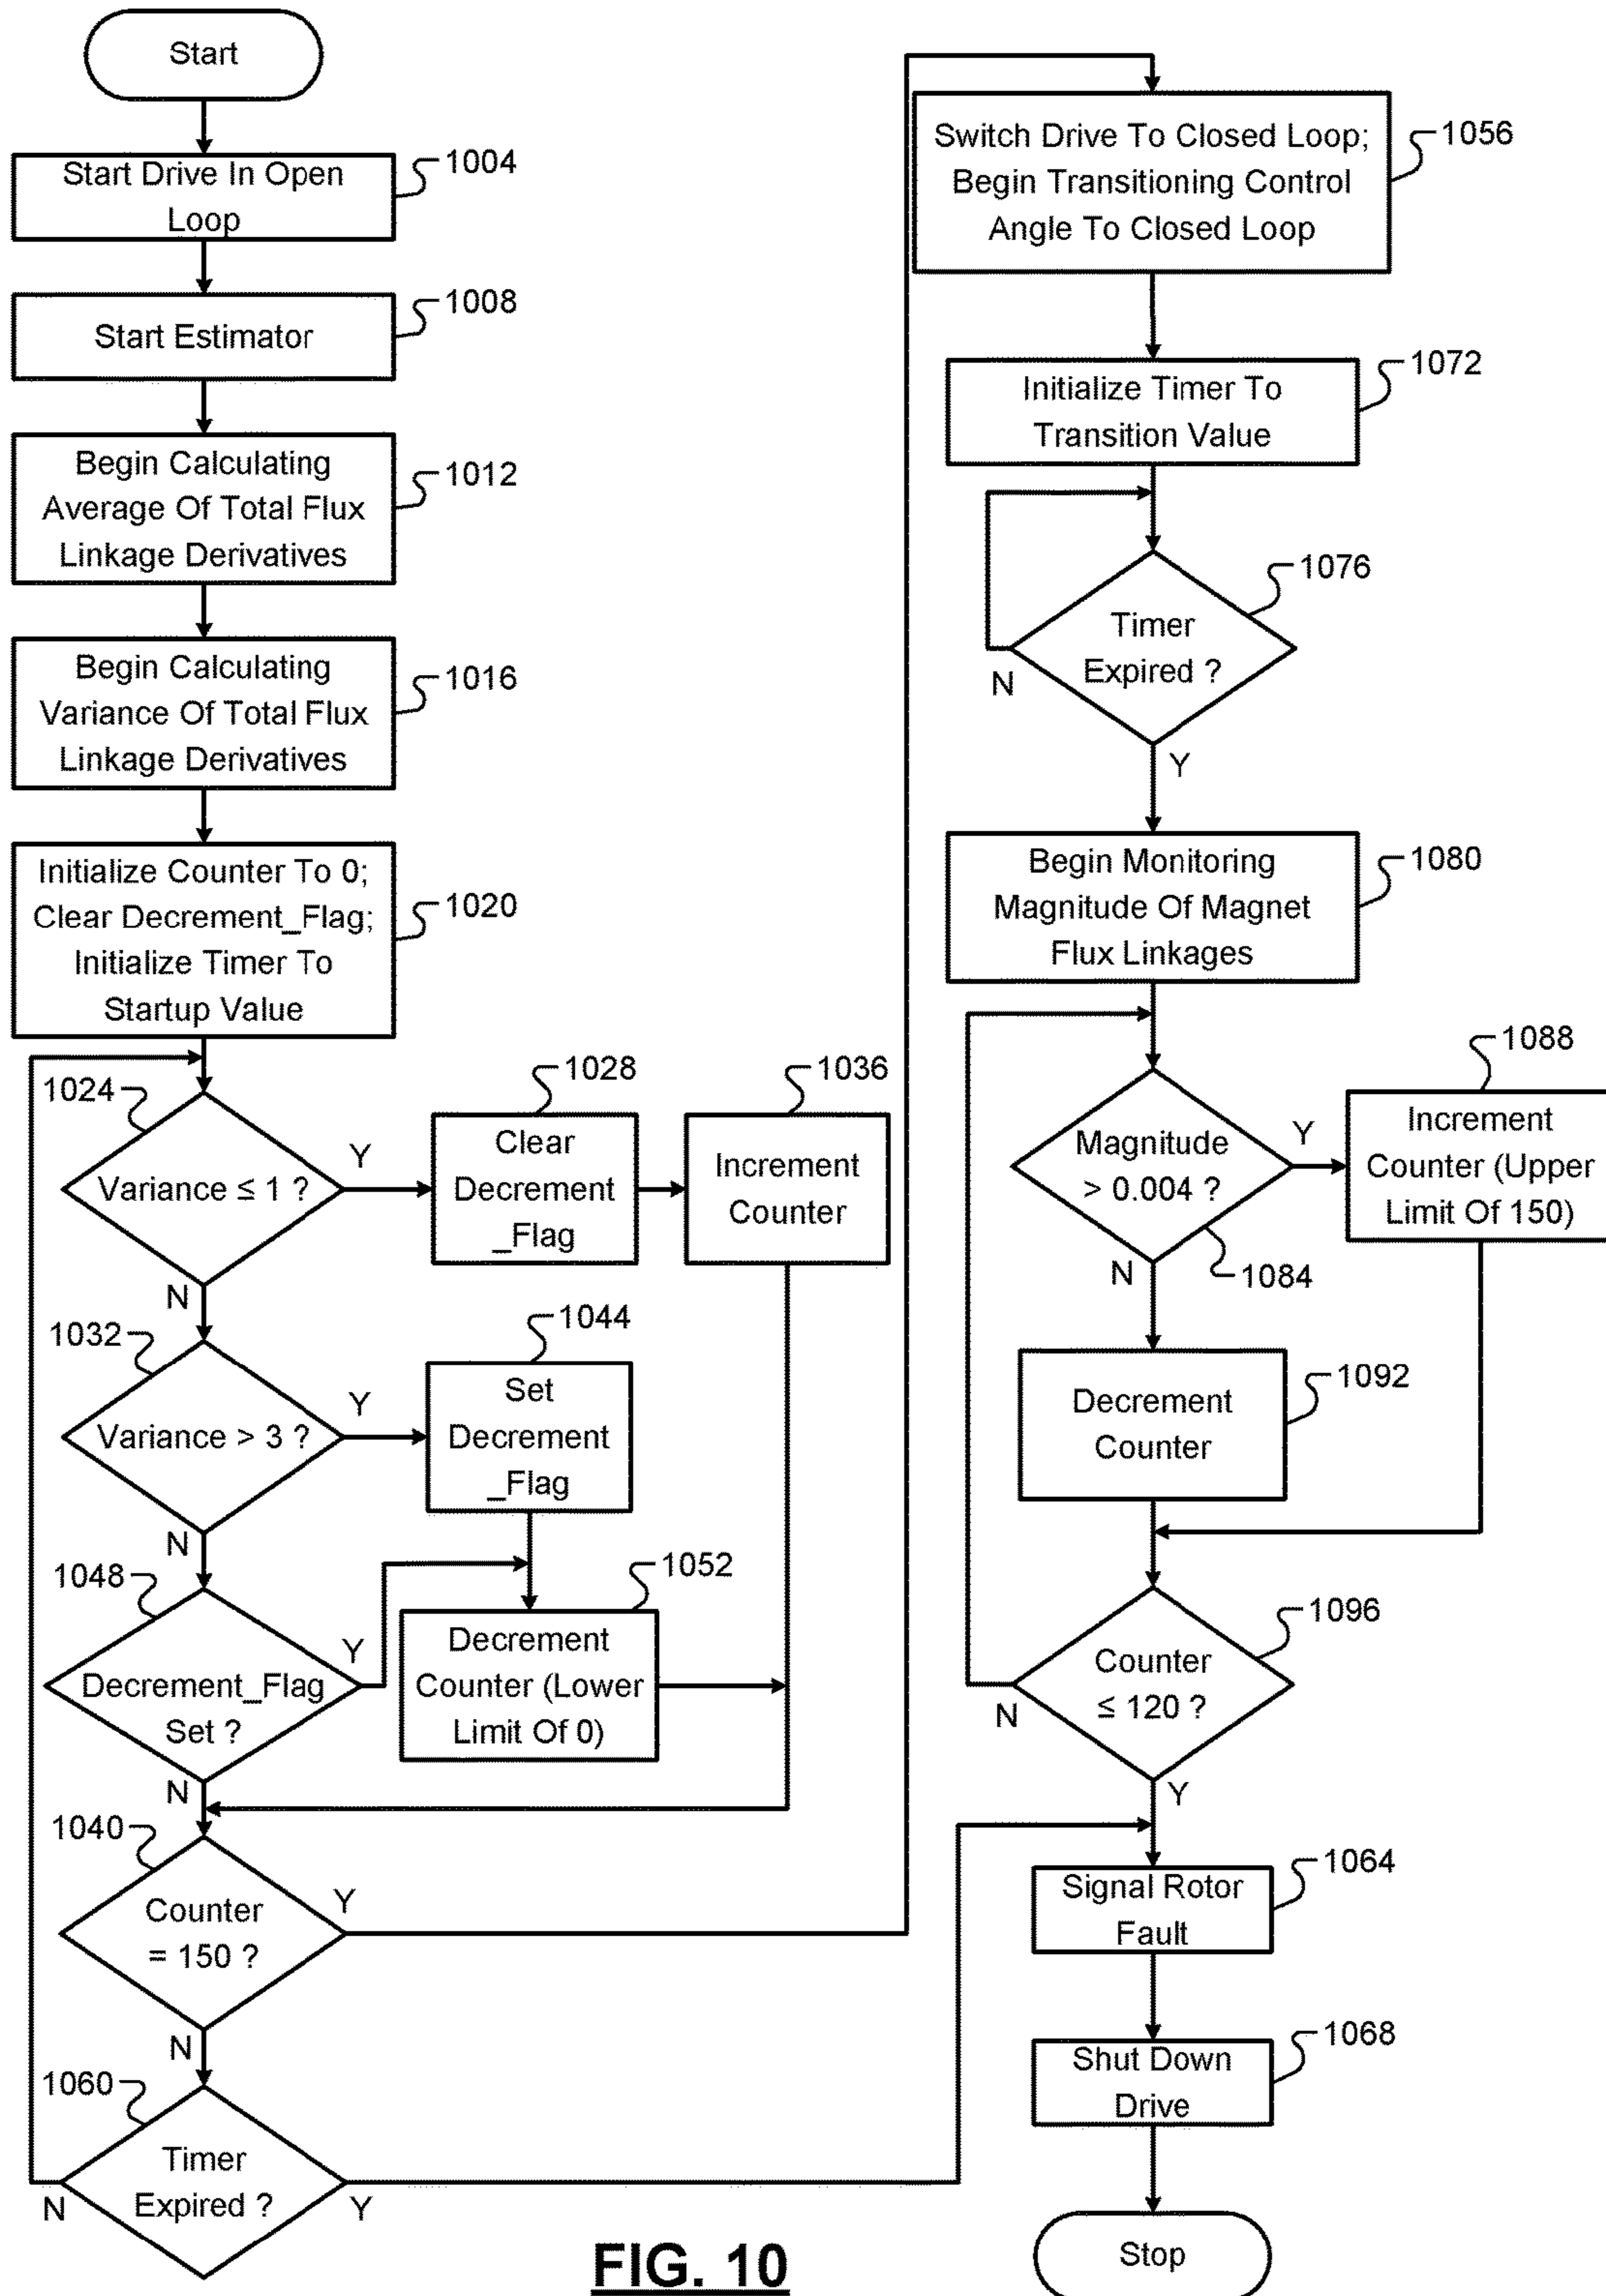 Start
Start Drive In Open
Loop
1004
Start Estimator
1008
Begin Calculating
Average Of Total Flux
Linkage Derivatives
1012
Begin Calculating
Variance Of Total Flux
Linkage Derivatives
1016
Initialize Counter To 0;
Clear Decrement_Flag;
Initialize Timer To
Startup Value
1020
1024
Variance ≤ 1 ?
Y
N
1028
Clear
Decrement
_Flag
1036
Increment
Counter
1032
Variance > 3 ?
Y
N
1044
Set
Decrement
_Flag
1048
Decrement_Flag
Set ?
Y
N
1052
Decrement
Counter (Lower
Limit Of 0)
1040
Counter
= 150 ?
Y
N
1060
Timer
Expired ?
N
Y
Switch Drive To Closed Loop;
Begin Transitioning Control
Angle To Closed Loop
1056
Initialize Timer To
Transition Value
1072
1076
Timer
Expired ?
N
Y
Begin Monitoring
Magnitude Of Magnet
Flux Linkages
1080
Magnitude
> 0.004 ?
Y
N
1084
1088
Increment
Counter (Upper
Limit Of 150)
Decrement
Counter
1092
1096
Counter
≤ 120 ?
N
Y
Signal Rotor
Fault
1064
Shut Down
Drive
1068
Stop
FIG. 10